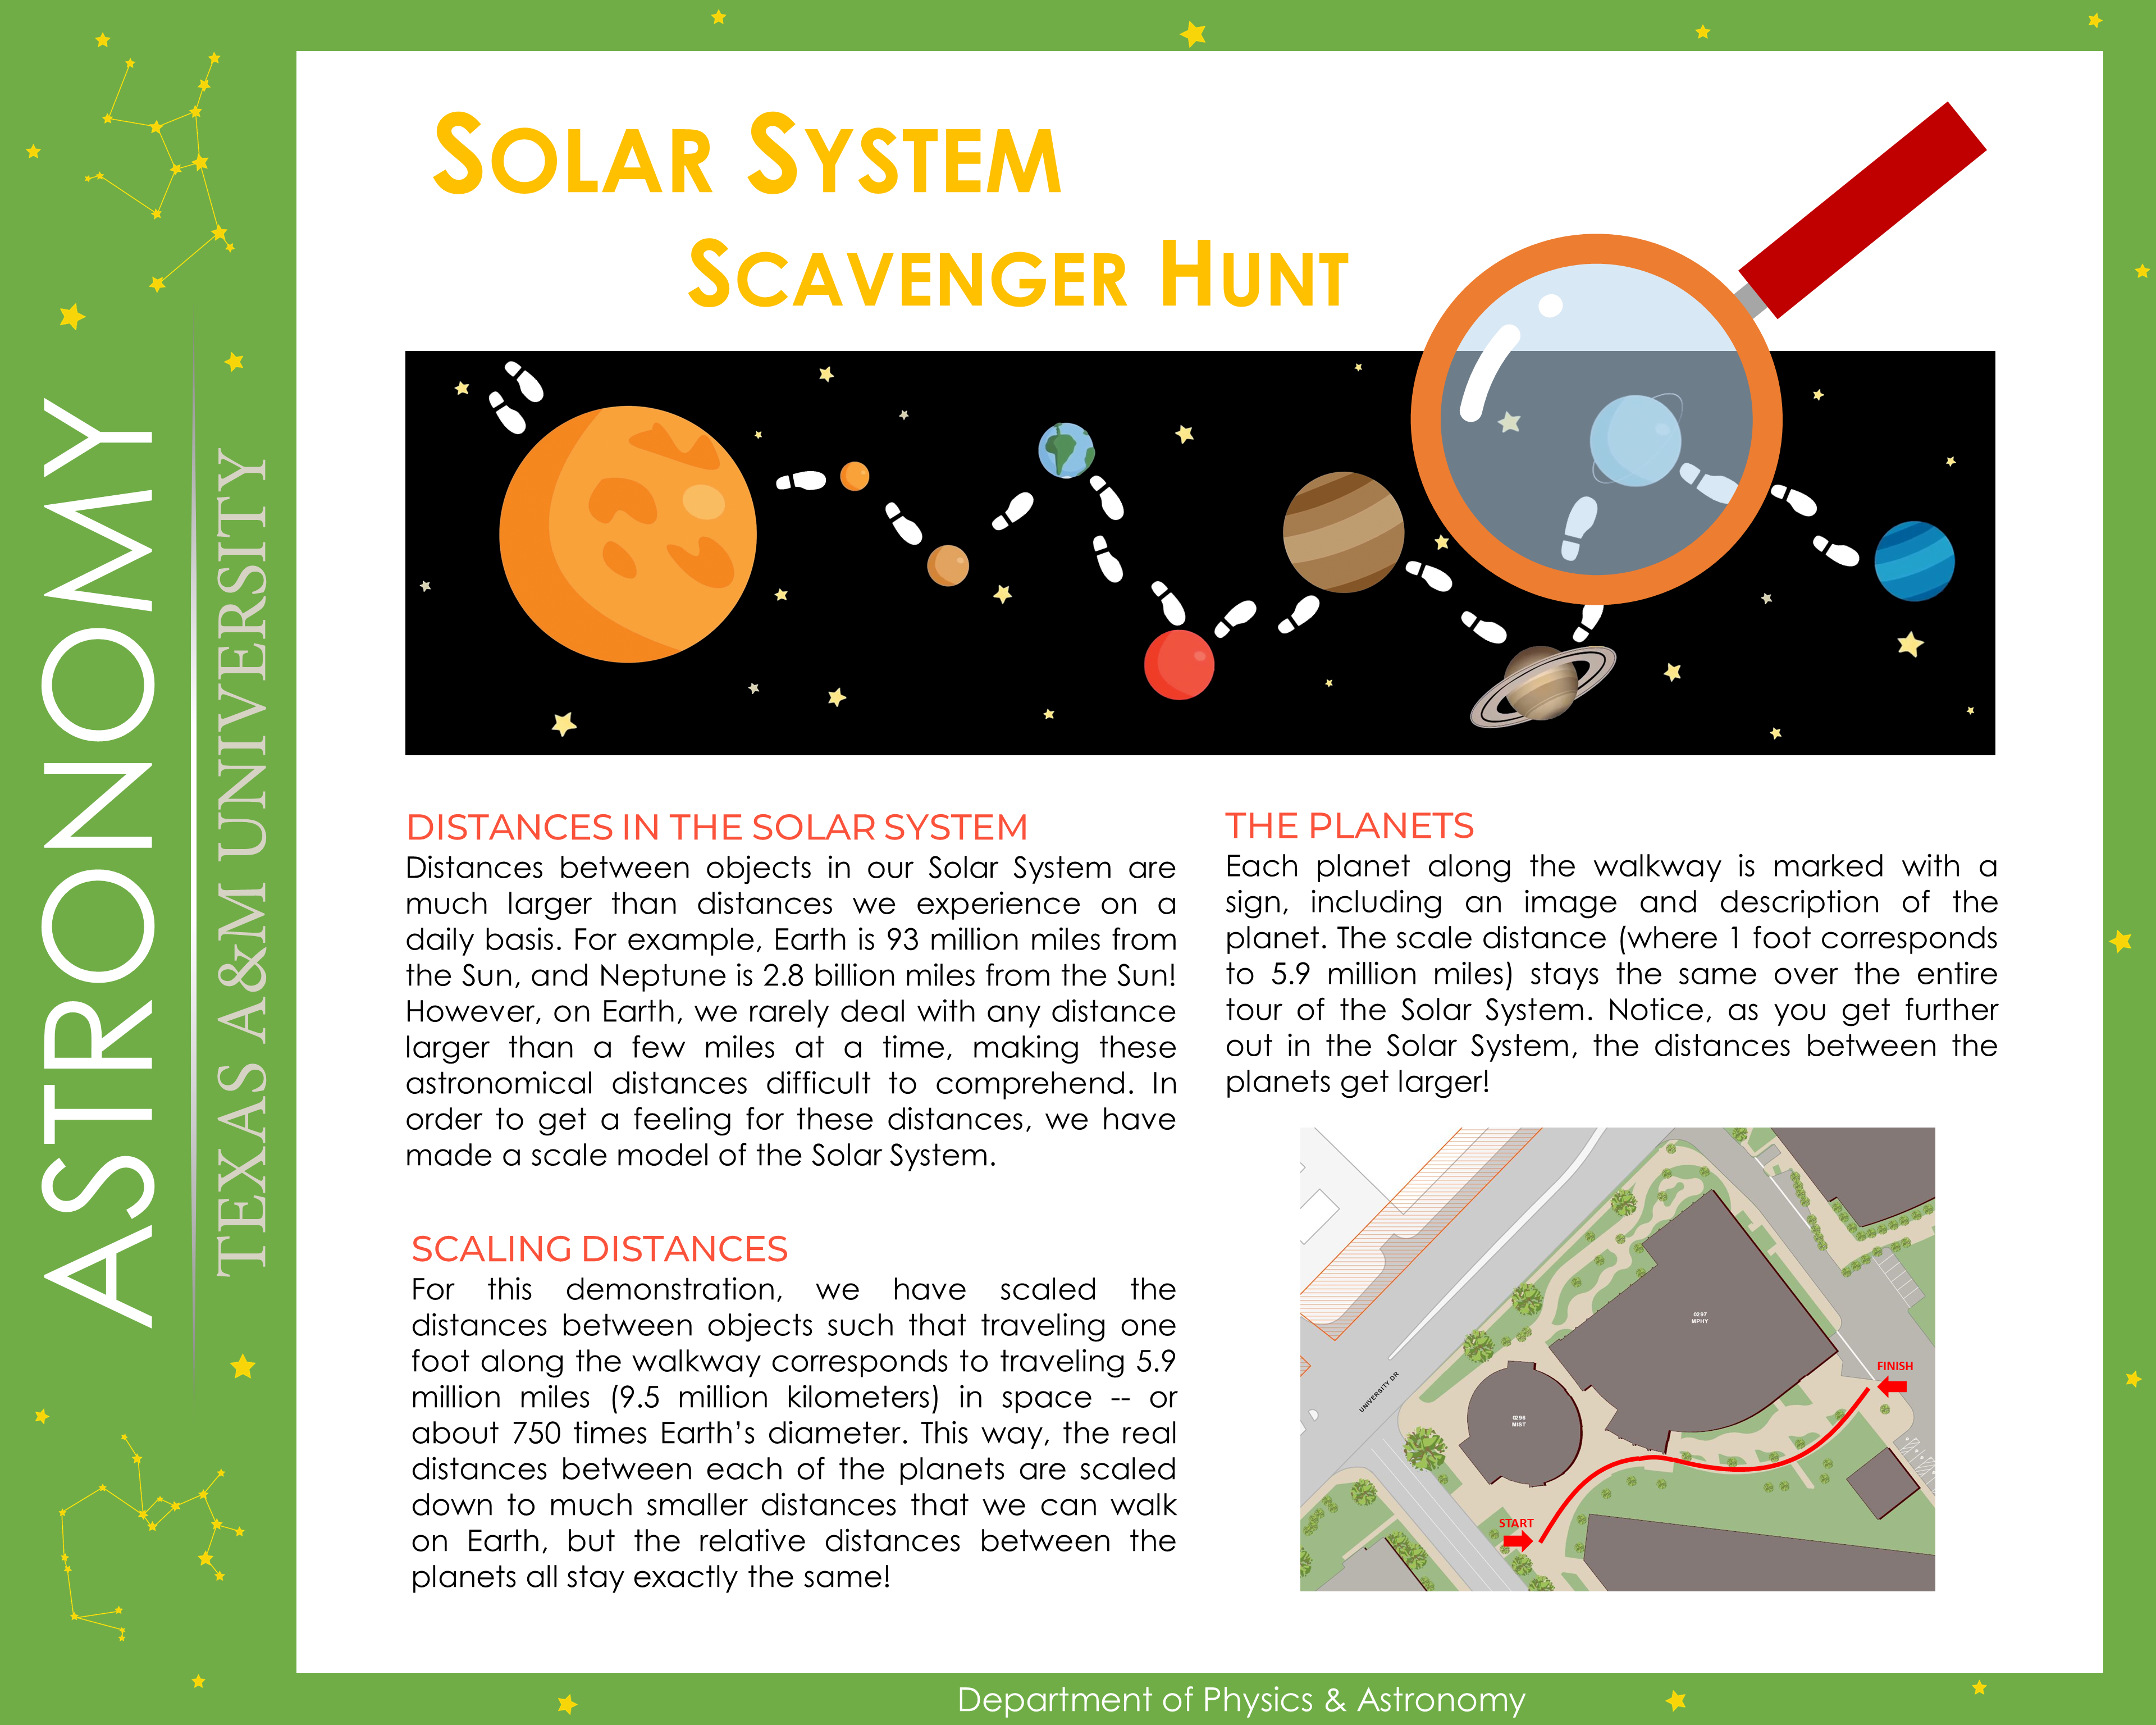 ASTRONOMY
TEXAS A&M UNIVERSITY
SOLAR SYSTEM
SCAVENGER HUNT
DISTANCES IN THE SOLAR SYSTEM
Distances between objects in our Solar System are
much larger than distances we experience on a
daily basis. For example, Earth is 93 million miles from
the Sun, and Neptune is 2.8 billion miles from the Sun!
However, on Earth, we rarely deal with any distance
larger than a few miles at a time, making these
astronomical distances difficult to comprehend. In
order to get a feeling for these distances, we have
made a scale model of the Solar System.
SCALING DISTANCES
For this demonstration, we have scaled the
distances between objects such that traveling one
foot along the walkway corresponds to traveling 5.9
million miles (9.5 million kilometers) in space -- or
about 750 times Earth's diameter. This way, the real
distances between each of the planets are scaled
down to much smaller distances that we can walk
on Earth, but the relative distances between the
planets all stay exactly the same!
THE PLANETS
Each planet along the walkway is marked with a
sign, including an image and description of the
planet. The scale distance (where 1 foot corresponds
to 5.9 million miles) stays the same over the entire
tour of the Solar System. Notice, as you get further
out in the Solar System, the distances between the
planets get larger!
0297
MPHY
FINISH
UNIVERSITY DR
0296
MIST
START
Department of Physics & Astronomy